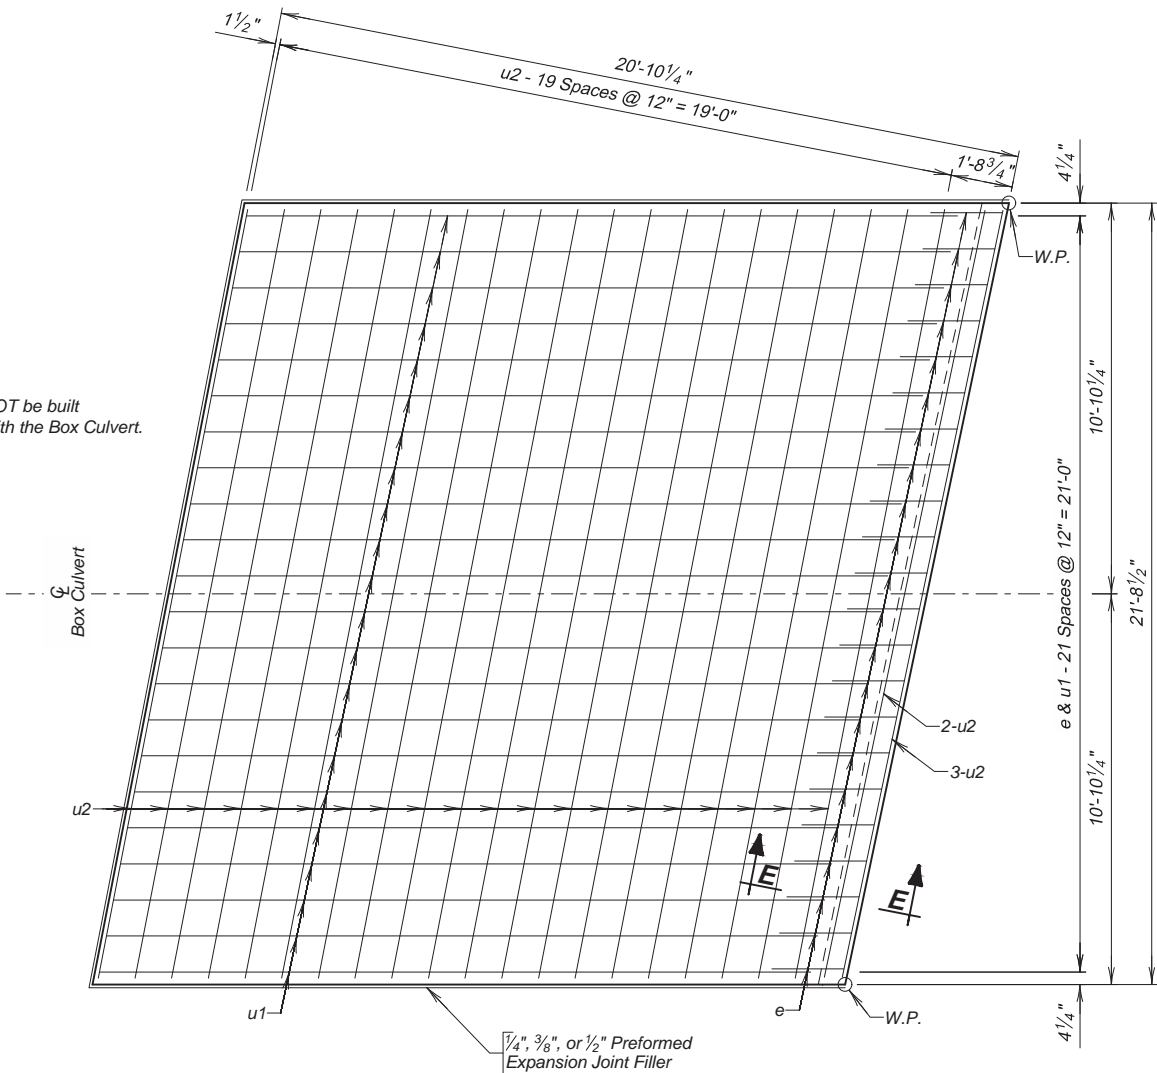 1½"
20'-10¼"
u2 - 19 Spaces @ 12" = 19'-0"
1'-8¾"
4¼"
W.P.
OT be built
ith the Box Culvert.
10'-10¼"
e & u1 - 21 Spaces @ 12" = 21'-0"
21'-8½"
℄
Box Culvert
2-u2
3-u2
10'-10¼"
u2
E
E
u1
e
W.P.
4¼"
¼", ⅜", or ½" Preformed
Expansion Joint Filler